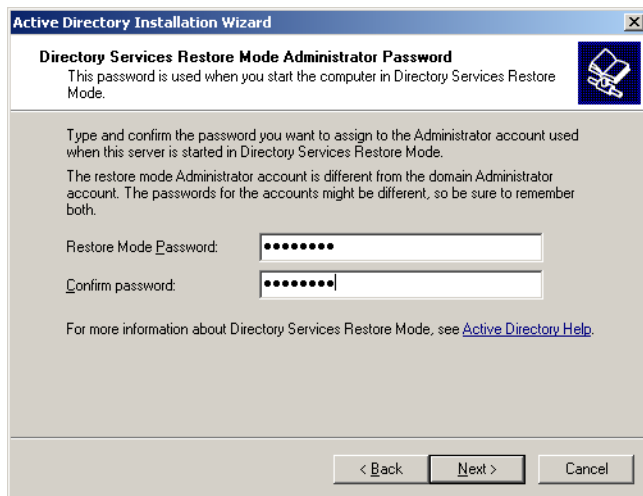 Active Directory Installation Wizard
Directory Services Restore Mode Administrator Password
This password is used when you start the computer in Directory Services Restore
Mode.
Type and confirm the password you want to assign to the Administrator account used
when this server is started in Directory Services Restore Mode.
The restore mode Administrator account is different from the domain Administrator
account. The passwords for the accounts might be different, so be sure to remember
both.
Restore Mode Password: ●●●●●●●●
Confirm password: ●●●●●●●●
For more information about Directory Services Restore Mode, see Active Directory Help.
< Back Next > Cancel